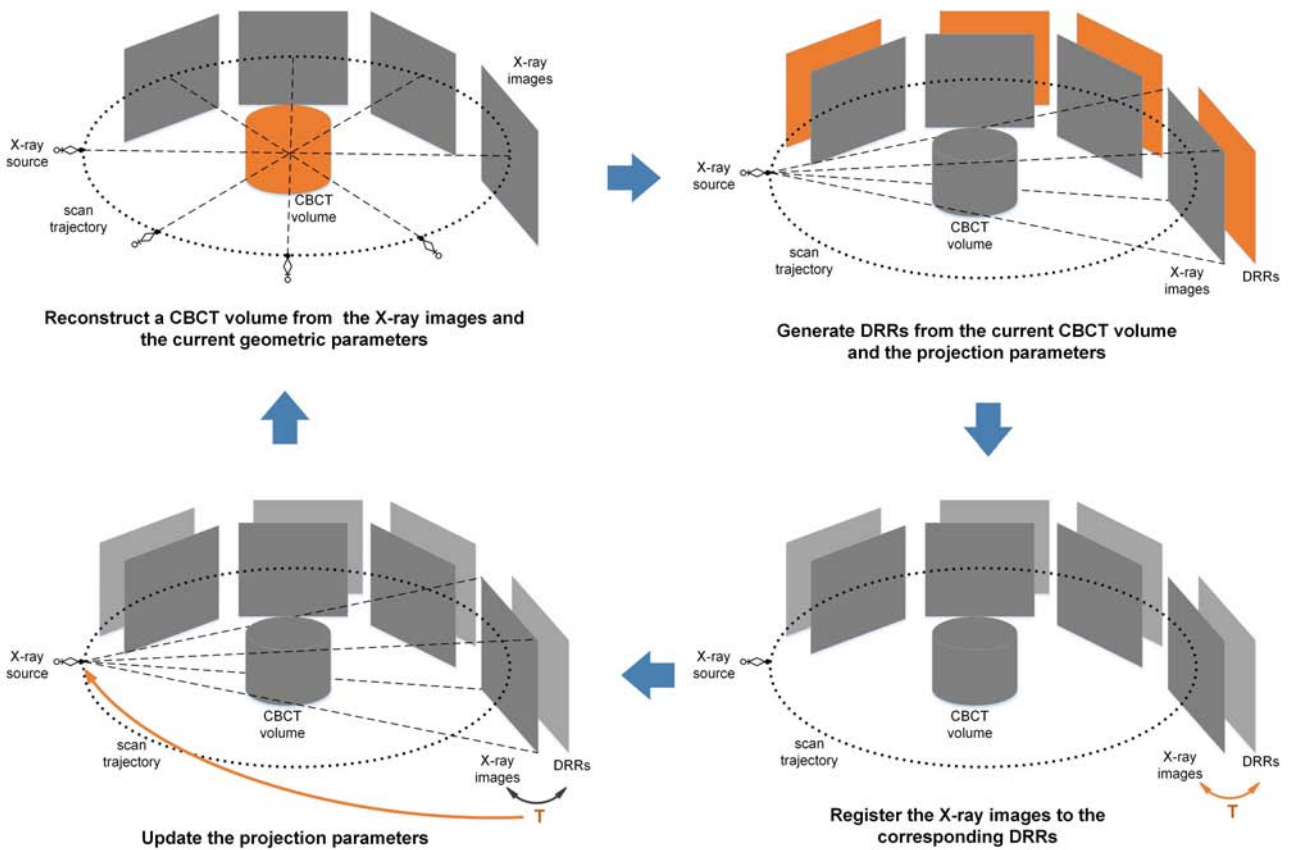 X-ray
images
X-ray
source
CBCT
volume
scan
trajectory
Reconstruct a CBCT volume from the X-ray images and
the current geometric parameters
X-ray
source
CBCT
volume
scan
trajectory
X-ray
images
DRRs
Generate DRRs from the current CBCT volume
and the projection parameters
X-ray
source
CBCT
volume
scan
trajectory
X-ray
images
DRRs
T
Update the projection parameters
X-ray
source
CBCT
volume
scan
trajectory
X-ray
images
DRRs
T
Register the X-ray images to the
corresponding DRRs